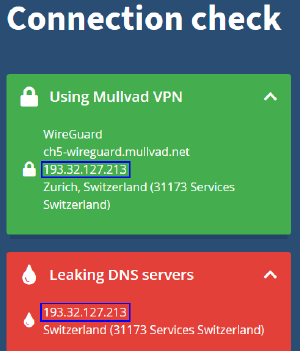 Connection check
Using Mullvad VPN
WireGuard
ch5-wireguard.mullvad.net
193.32.127.213
Zurich, Switzerland (31173 Services
Switzerland)
Leaking DNS servers
193.32.127.213
Switzerland (31173 Services Switzerland)